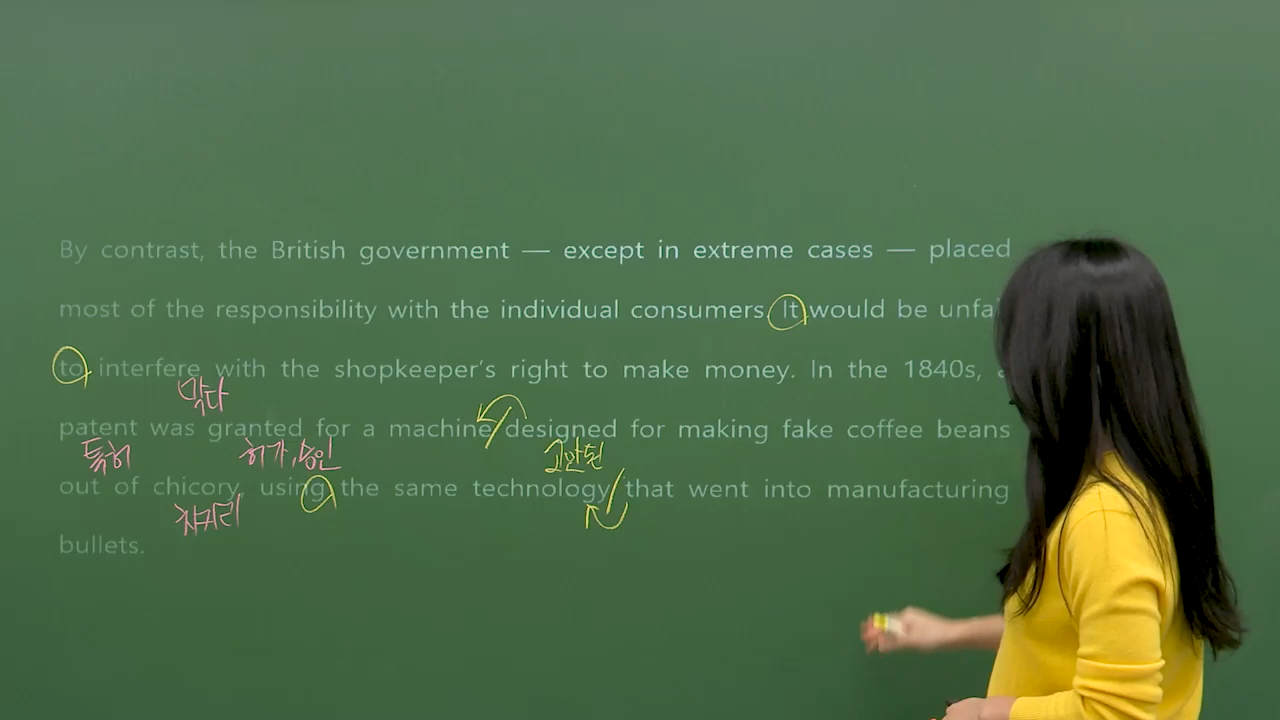 By contrast, the British government — except in extreme cases — placed
most of the responsibility with the individual consumers. It would be unfai
to interfere with the shopkeeper's right to make money. In the 1840s, a
막다
patent was granted for a machine designed for making fake coffee beans
특허 허가, 승인 고안된
out of chicory, using the same technology that went into manufacturing
치커리
bullets.